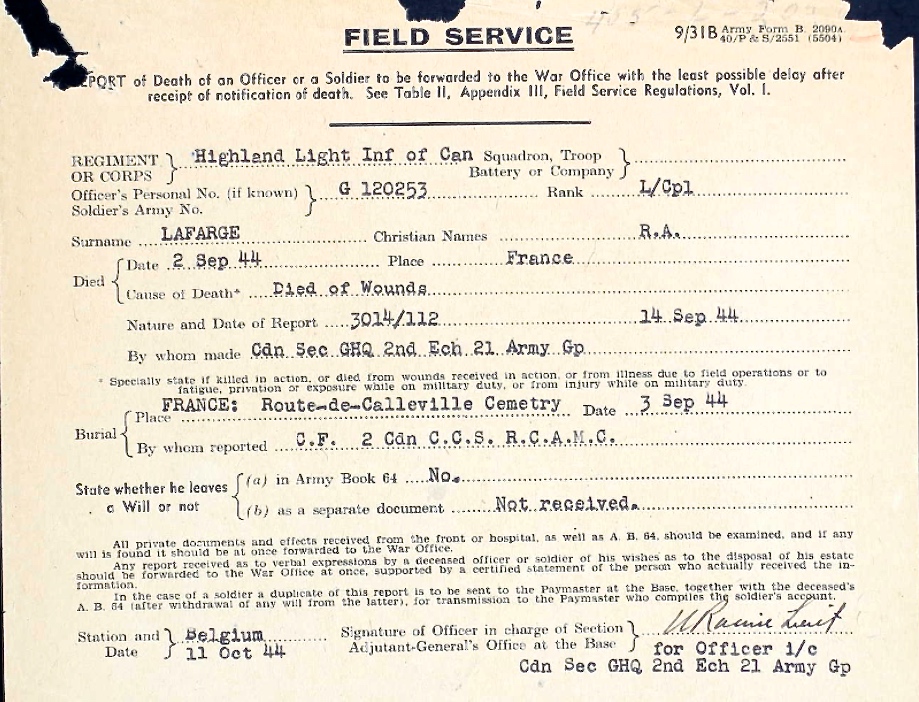 FIELD SERVICE
9/31B Army Form B. 2090A
40/P & S/2551 (5504)
REPORT of Death of an Officer or a Soldier to be forwarded to the War Office with the least possible delay after
receipt of notification of death. See Table II, Appendix III, Field Service Regulations, Vol. I.
REGIMENT OR CORPS } Highland Light Inf of Can Squadron, Troop Battery or Company }
Officer's Personal No. (if known) Soldier's Army No. } G 120253 Rank L/Cpl
Surname LAFARGE Christian Names R.A.
Died { Date 2 Sep 44 Place France
Cause of Death* Died of Wounds
Nature and Date of Report 3014/112 14 Sep 44
By whom made Cdn Sec GHQ 2nd Ech 21 Army Gp
* Specially state if killed in action, or died from wounds received in action, or from illness due to field operations or to
fatigue, privation or exposure while on military duty, or from injury while on military duty.
Burial { Place FRANCE: Route-de-Calleville Cemetry Date 3 Sep 44
By whom reported C.F. 2 Cdn C.C.S. R.C.A.M.C.
State whether he leaves a Will or not { (a) in Army Book 64 No.
(b) as a separate document Not received.
All private documents and effects received from the front or hospital, as well as A. B. 64, should be examined, and if any
will is found it should be at once forwarded to the War Office.
Any report received as to verbal expressions by a deceased officer or soldier of his wishes as to the disposal of his estate
should be forwarded to the War Office at once, supported by a certified statement of the person who actually received the in-
formation.
In the case of a soldier a duplicate of this report is to be sent to the Paymaster at the Base, together with the deceased's
A. B. 64 (after withdrawal of any will from the latter), for transmission to the Paymaster who compiles the soldier's account.
Station and Date } Belgium 11 Oct 44
Signature of Officer in charge of Section Adjutant-General's Office at the Base } Lieut
for Officer i/c
Cdn Sec GHQ 2nd Ech 21 Army Gp